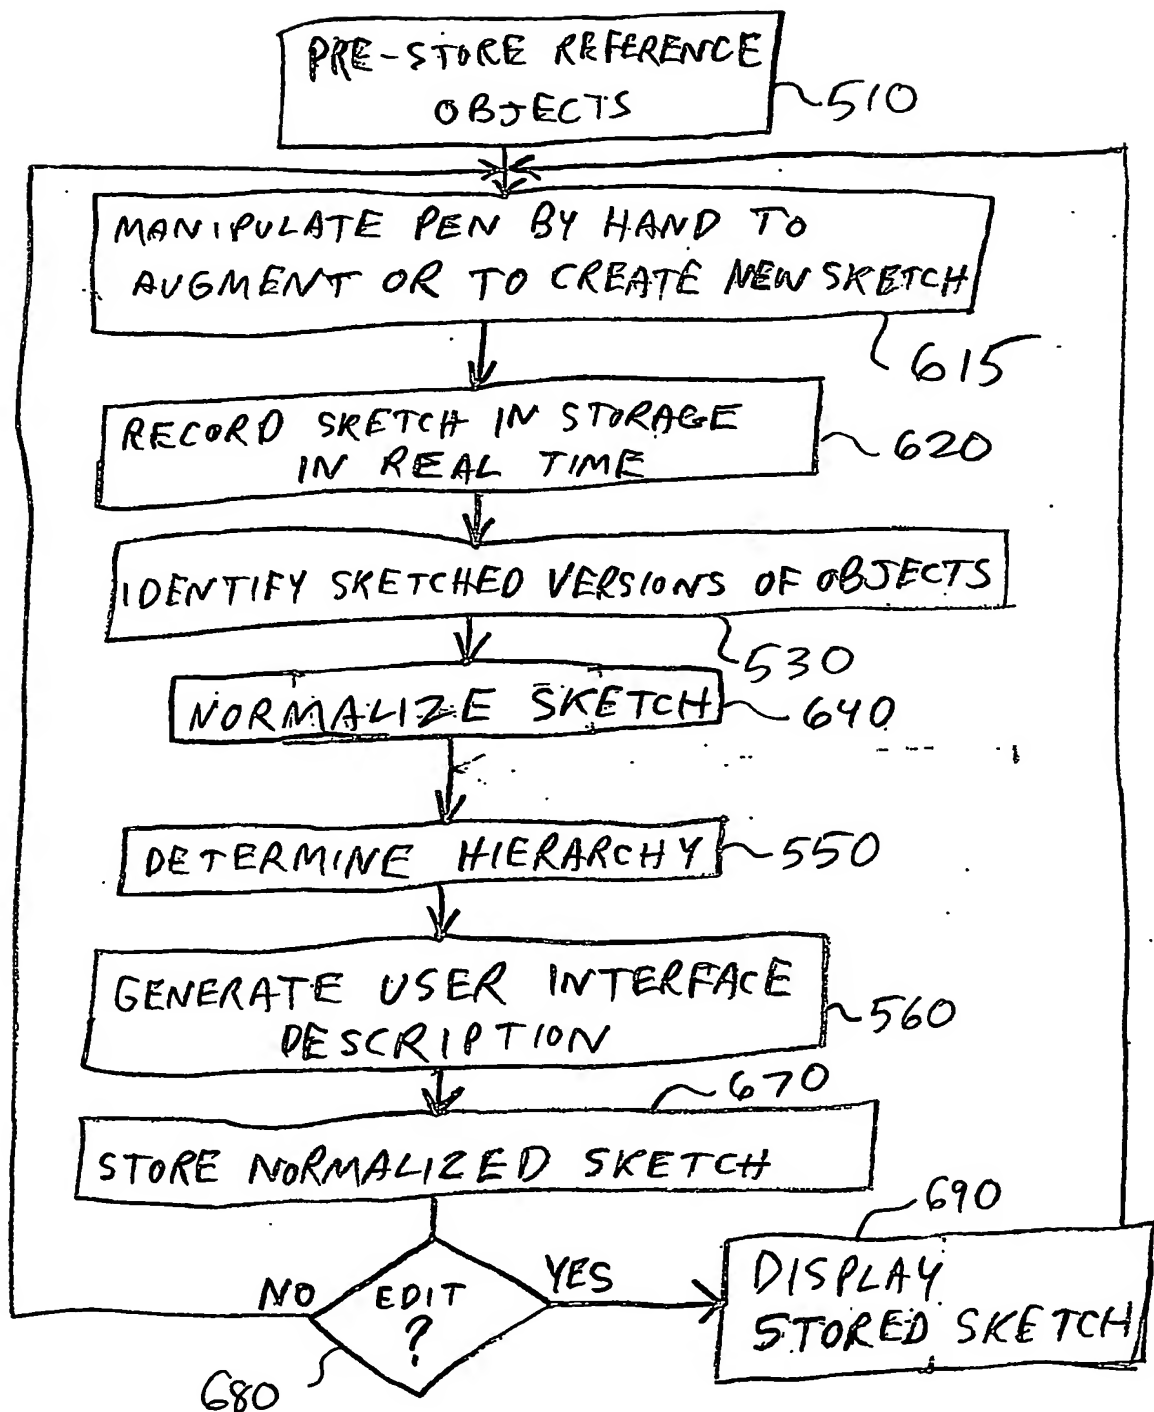 PRE-STORE REFERENCE
OBJECTS
510
MANIPULATE PEN BY HAND TO
AUGMENT OR TO CREATE NEW SKETCH
615
RECORD SKETCH IN STORAGE
IN REAL TIME
620
IDENTIFY SKETCHED VERSIONS OF OBJECTS
530
NORMALIZE SKETCH
640
DETERMINE HIERARCHY
550
GENERATE USER INTERFACE
DESCRIPTION
560
670
STORE NORMALIZED SKETCH
690
NO
EDIT
?
YES
DISPLAY
STORED SKETCH
680